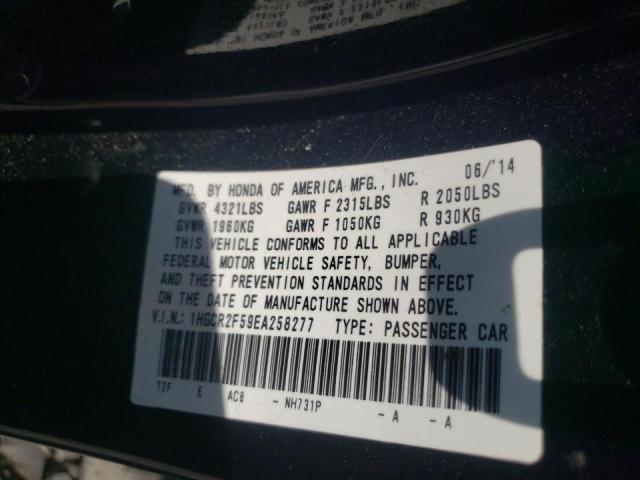 MFD. BY HONDA OF AMERICA MFG., INC. 06/'14
GVWR 4321LBS GAWR F 2315LBS R 2050LBS
GVWR 1960KG GAWR F 1050KG R 930KG
THIS VEHICLE CONFORMS TO ALL APPLICABLE
FEDERAL MOTOR VEHICLE SAFETY, BUMPER,
AND THEFT PREVENTION STANDARDS IN EFFECT
ON THE DATE OF MANUFACTURE SHOWN ABOVE.
V.I.N.: 1HGCR2F59EA258277 TYPE: PASSENGER CAR
T2F E AC8 - NH731P - A - A